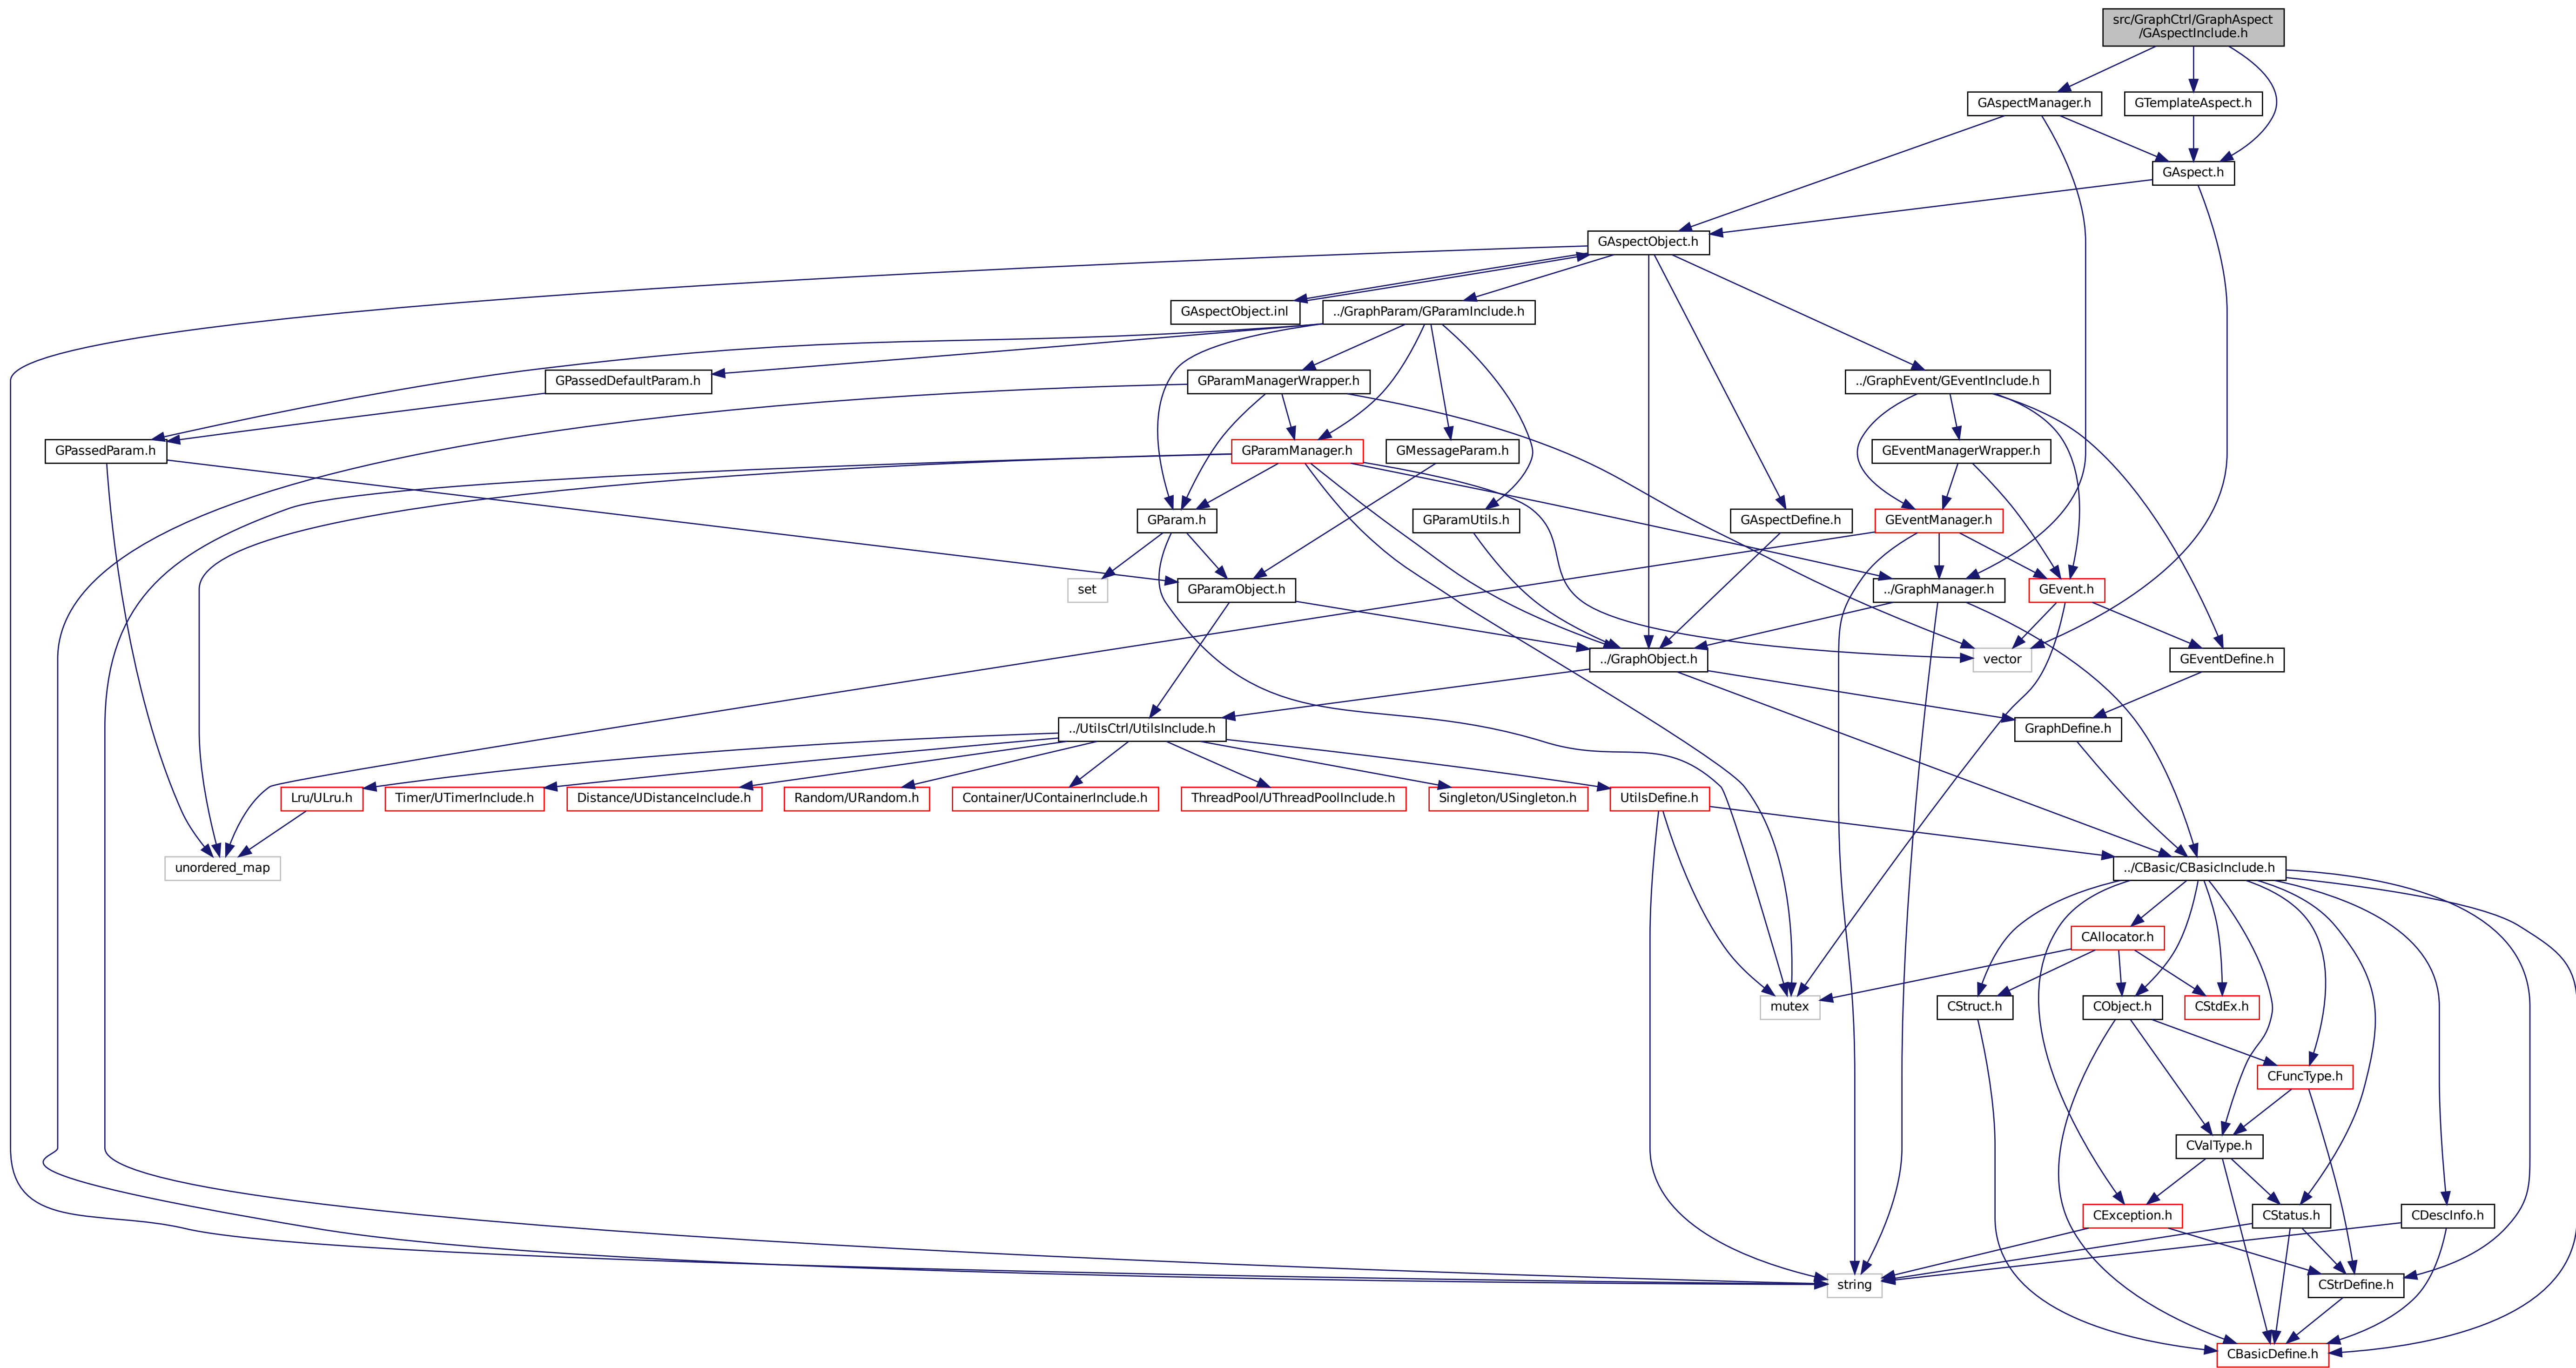 src/GraphCtrl/GraphAspect
/GAspectInclude.h
GAspectManager.h
GTemplateAspect.h
GAspect.h
GAspectObject.h
GAspectObject.inl
../GraphParam/GParamInclude.h
GPassedDefaultParam.h
GParamManagerWrapper.h
../GraphEvent/GEventInclude.h
GPassedParam.h
GParamManager.h
GMessageParam.h
GEventManagerWrapper.h
GParam.h
GParamUtils.h
GAspectDefine.h
GEventManager.h
set
GParamObject.h
../GraphManager.h
GEvent.h
../GraphObject.h
vector
GEventDefine.h
../UtilsCtrl/UtilsInclude.h
GraphDefine.h
Lru/ULru.h
Timer/UTimerInclude.h
Distance/UDistanceInclude.h
Random/URandom.h
Container/UContainerInclude.h
ThreadPool/UThreadPoolInclude.h
Singleton/USingleton.h
UtilsDefine.h
unordered_map
../CBasic/CBasicInclude.h
CAllocator.h
mutex
CStruct.h
CObject.h
CStdEx.h
CFuncType.h
CValType.h
CException.h
CStatus.h
CDescInfo.h
string
CStrDefine.h
CBasicDefine.h